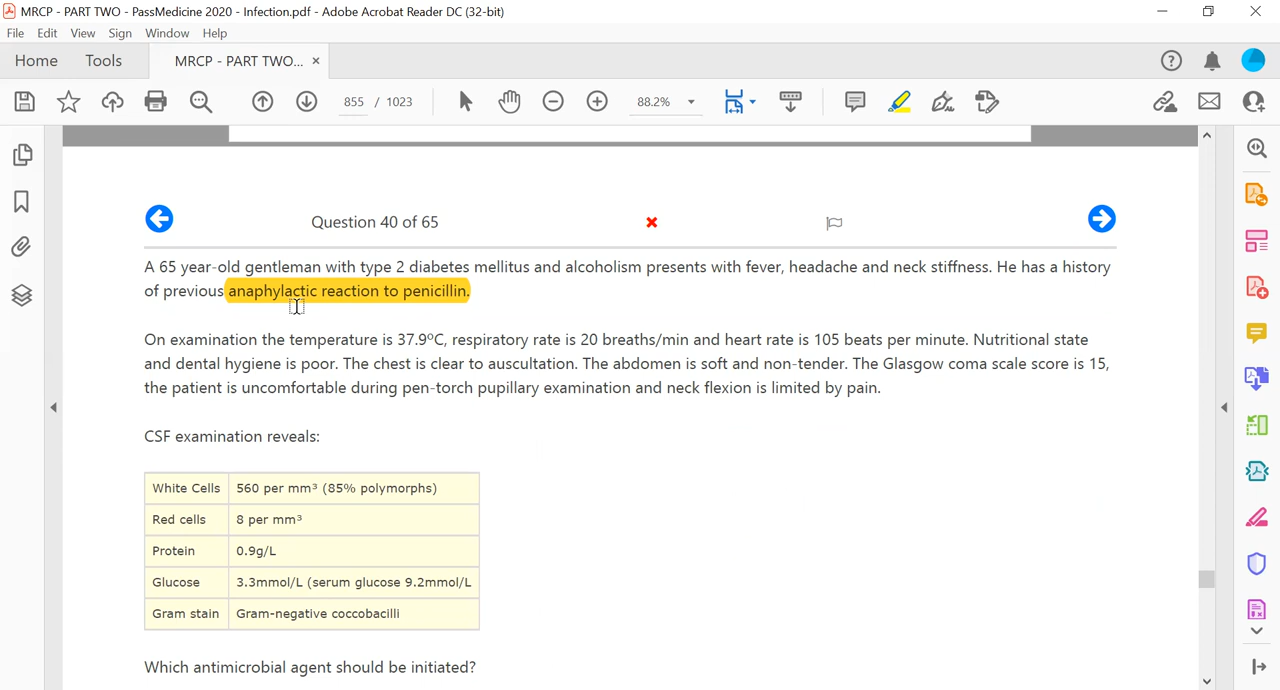 MRCP - PART TWO - PassMedicine 2020 - Infection.pdf - Adobe Acrobat Reader DC (32-bit)
File Edit View Sign Window Help
Home Tools MRCP - PART TWO... ×
855 / 1023 88.2%
Question 40 of 65
A 65 year-old gentleman with type 2 diabetes mellitus and alcoholism presents with fever, headache and neck stiffness. He has a history
of previous anaphylactic reaction to penicillin.
On examination the temperature is 37.9ºC, respiratory rate is 20 breaths/min and heart rate is 105 beats per minute. Nutritional state
and dental hygiene is poor. The chest is clear to auscultation. The abdomen is soft and non-tender. The Glasgow coma scale score is 15,
the patient is uncomfortable during pen-torch pupillary examination and neck flexion is limited by pain.
CSF examination reveals:
White Cells 560 per mm³ (85% polymorphs)
Red cells 8 per mm³
Protein 0.9g/L
Glucose 3.3mmol/L (serum glucose 9.2mmol/L
Gram stain Gram-negative coccobacilli
Which antimicrobial agent should be initiated?